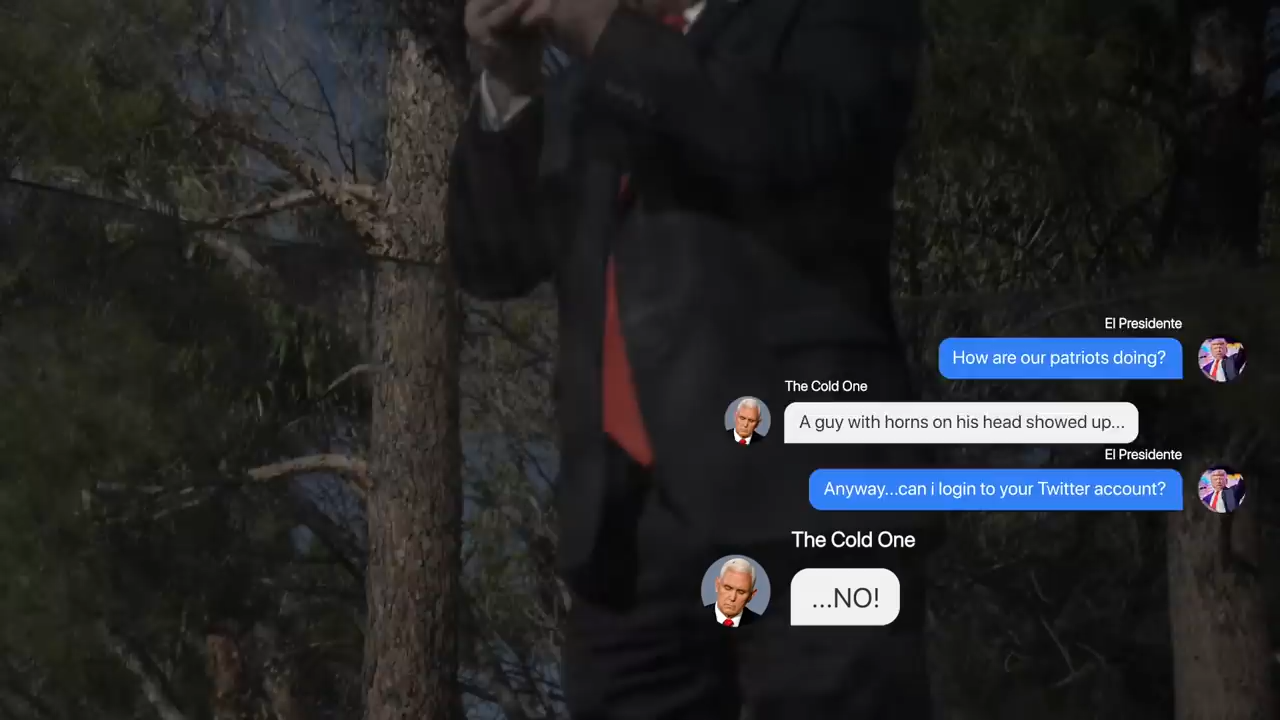 El Presidente
How are our patriots doing?
The Cold One
A guy with horns on his head showed up...
El Presidente
Anyway...can i login to your Twitter account?
The Cold One
...NO!